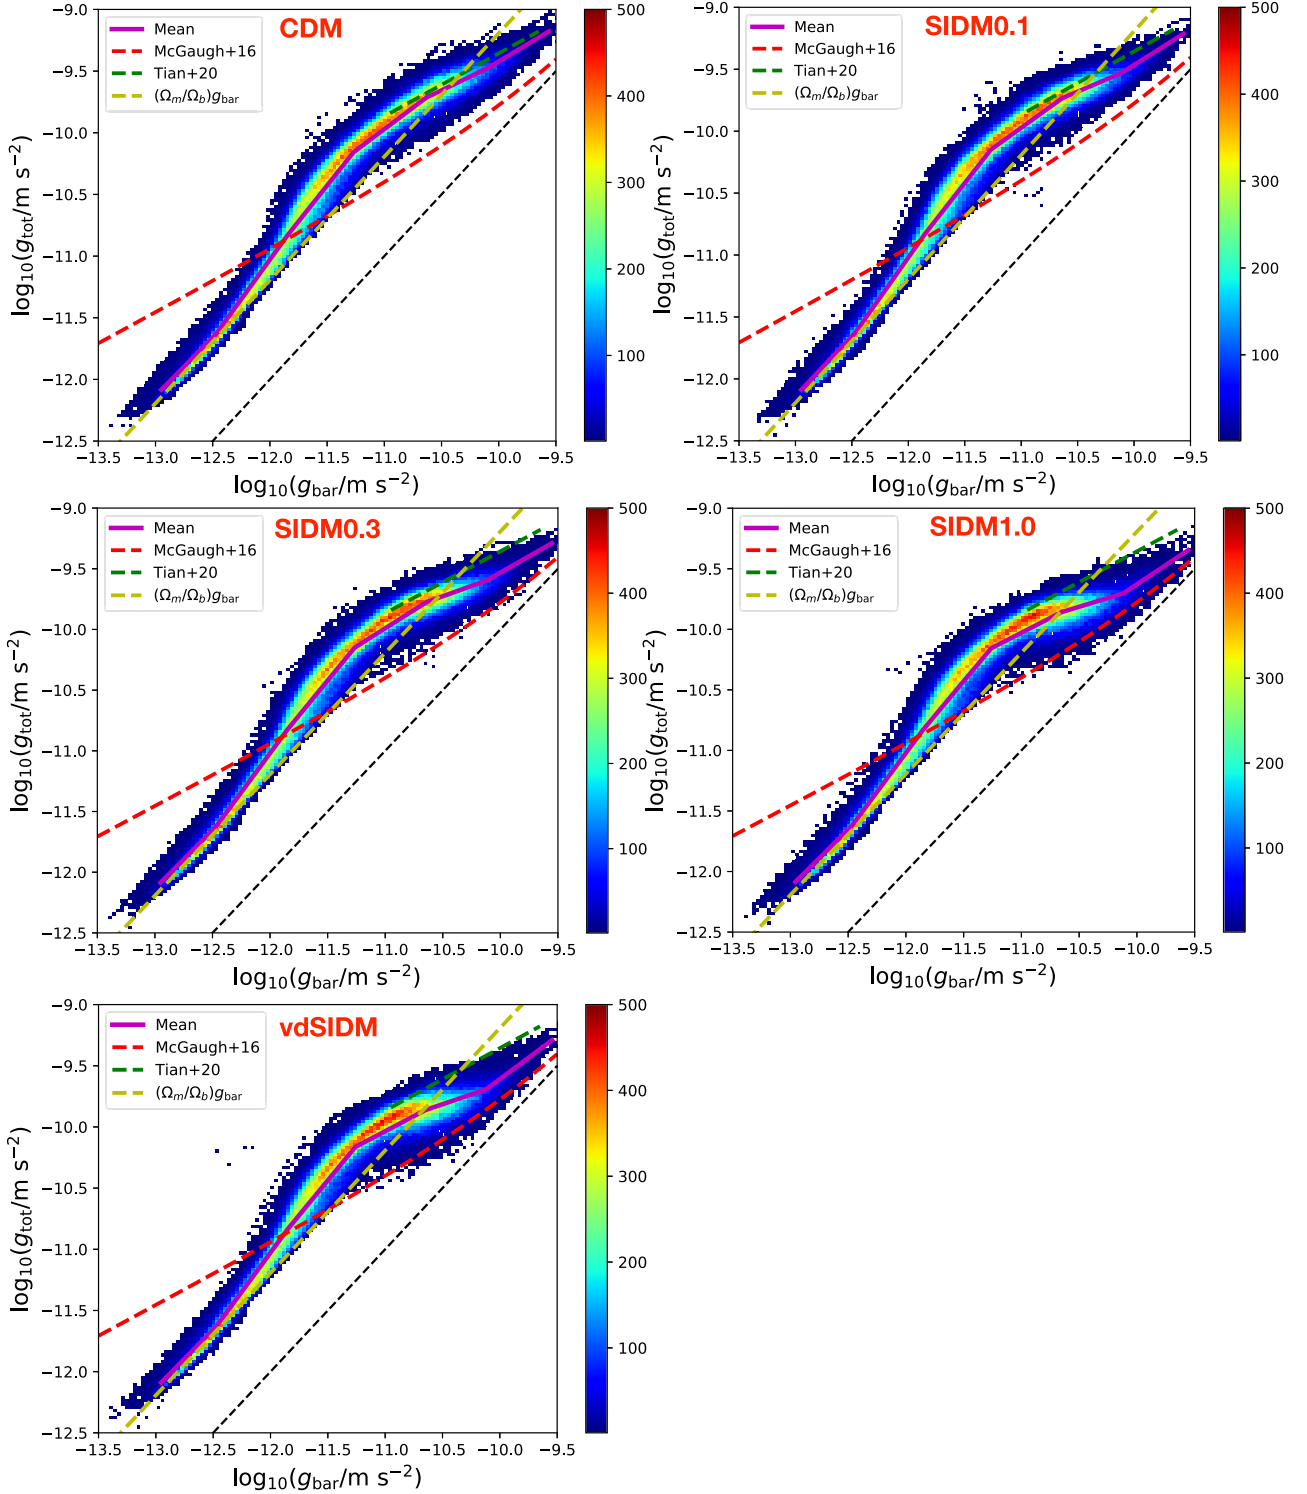 CDM
Mean
McGaugh+16
Tian+20
(Ωm/Ωb)gbar
log10(gtot/m s−2)
−9.0
−9.5
−10.0
−10.5
−11.0
−11.5
−12.0
−12.5
−13.5 −13.0 −12.5 −12.0 −11.5 −11.0 −10.5 −10.0 −9.5
log10(gbar/m s−2)
500
400
300
200
100
SIDM0.1
Mean
McGaugh+16
Tian+20
(Ωm/Ωb)gbar
log10(gtot/m s−2)
−9.0
−9.5
−10.0
−10.5
−11.0
−11.5
−12.0
−12.5
−13.5 −13.0 −12.5 −12.0 −11.5 −11.0 −10.5 −10.0 −9.5
log10(gbar/m s−2)
500
400
300
200
100
SIDM0.3
Mean
McGaugh+16
Tian+20
(Ωm/Ωb)gbar
log10(gtot/m s−2)
−9.0
−9.5
−10.0
−10.5
−11.0
−11.5
−12.0
−12.5
−13.5 −13.0 −12.5 −12.0 −11.5 −11.0 −10.5 −10.0 −9.5
log10(gbar/m s−2)
500
400
300
200
100
SIDM1.0
Mean
McGaugh+16
Tian+20
(Ωm/Ωb)gbar
log10(gtot/m s−2)
−9.0
−9.5
−10.0
−10.5
−11.0
−11.5
−12.0
−12.5
−13.5 −13.0 −12.5 −12.0 −11.5 −11.0 −10.5 −10.0 −9.5
log10(gbar/m s−2)
500
400
300
200
100
vdSIDM
Mean
McGaugh+16
Tian+20
(Ωm/Ωb)gbar
log10(gtot/m s−2)
−9.0
−9.5
−10.0
−10.5
−11.0
−11.5
−12.0
−12.5
−13.5 −13.0 −12.5 −12.0 −11.5 −11.0 −10.5 −10.0 −9.5
log10(gbar/m s−2)
500
400
300
200
100